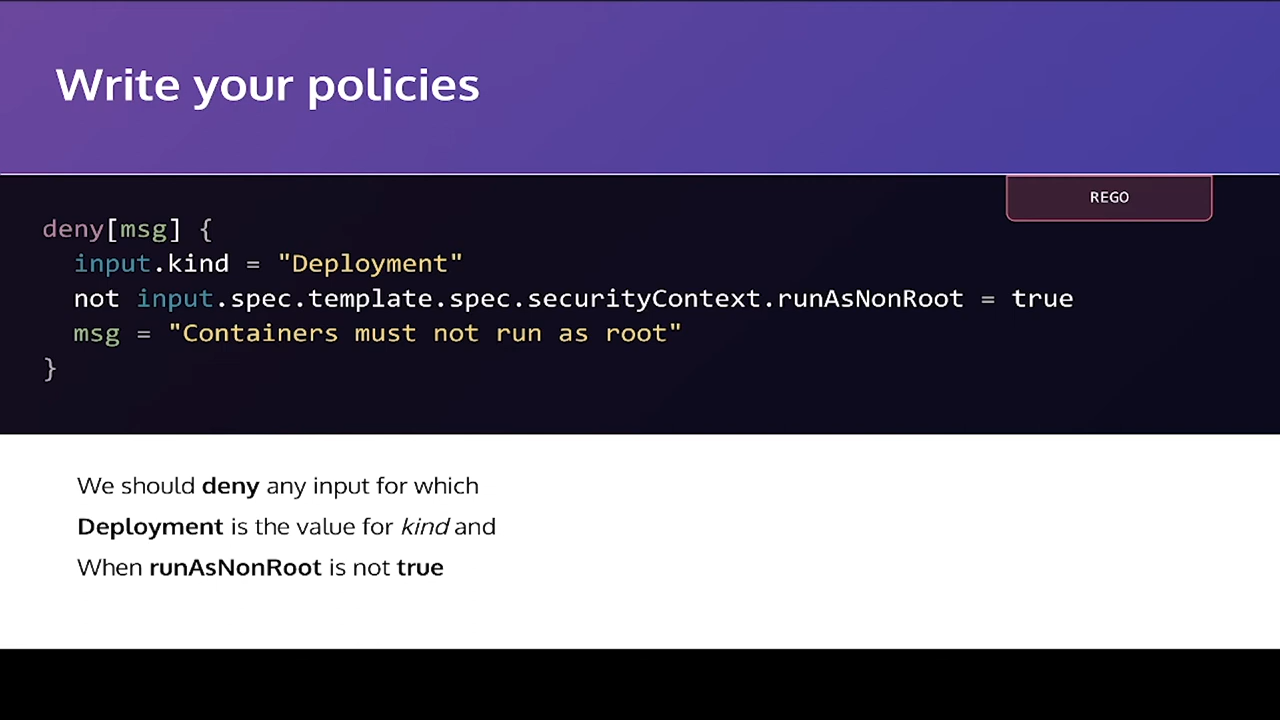 Write your policies
REGO
deny[msg] {
  input.kind = "Deployment"
  not input.spec.template.spec.securityContext.runAsNonRoot = true
  msg = "Containers must not run as root"
}
We should deny any input for which
Deployment is the value for kind and
When runAsNonRoot is not true